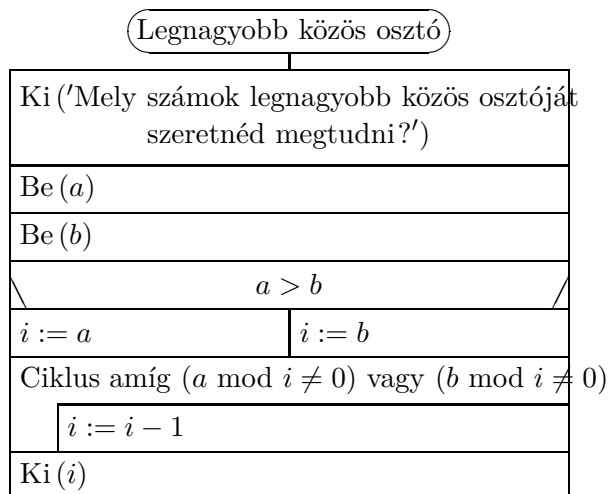 Legnagyobb közös osztó
Ki ('Mely számok legnagyobb közös osztóját
szeretnéd megtudni?')
Be (a)
Be (b)
a > b
i := a
i := b
Ciklus amíg (a mod i ≠ 0) vagy (b mod i ≠ 0)
i := i − 1
Ki (i)